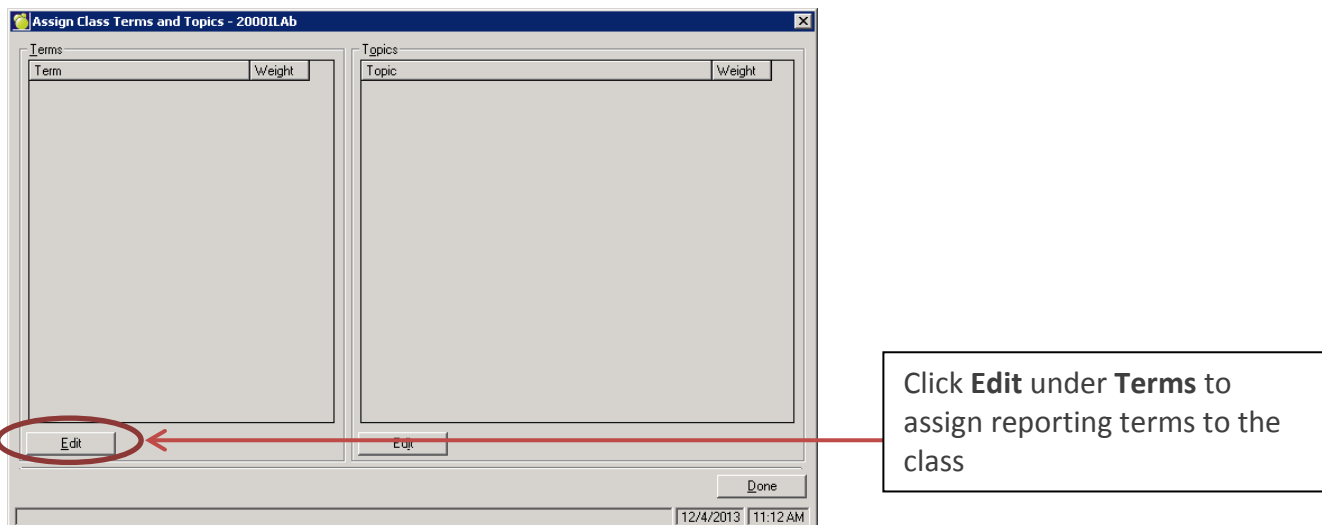 Assign Class Terms and Topics - 2000ILAb
Terms
Term Weight
Topics
Topic Weight
Edit
Edit
Done
12/4/2013 11:12 AM
Click Edit under Terms to
assign reporting terms to the
class